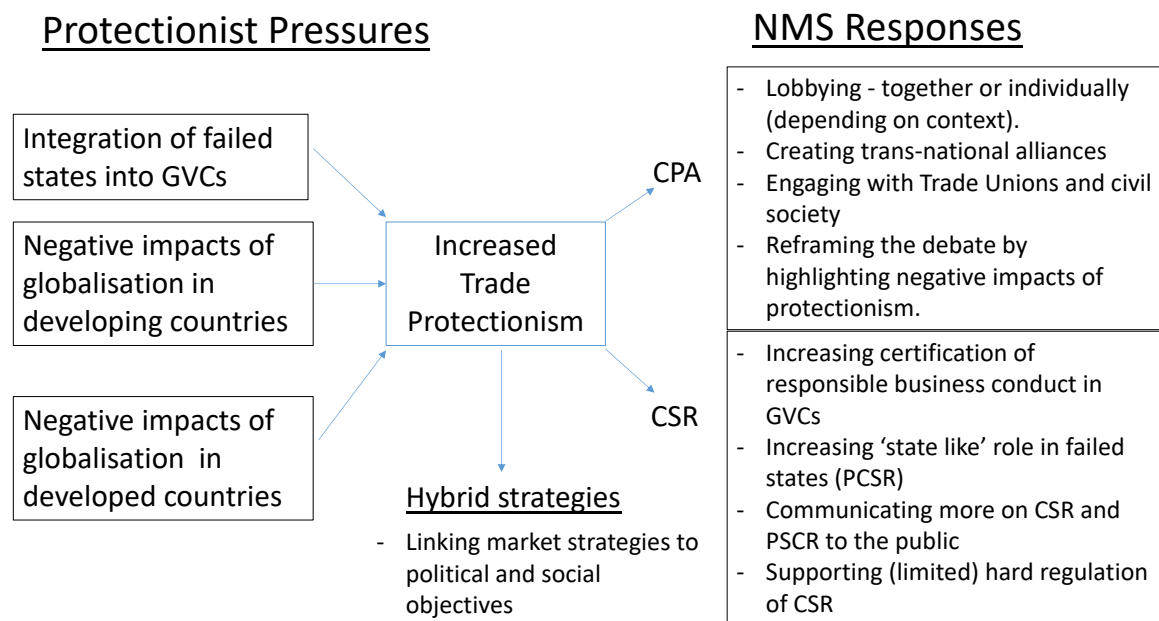 Protectionist Pressures
Integration of failed
states into GVCs
Negative impacts of
globalisation in
developing countries
Negative impacts of
globalisation in
developed countries
Increased
Trade
Protectionism
CPA
CSR
Hybrid strategies
- Linking market strategies to
political and social
objectives
NMS Responses
- Lobbying - together or individually
(depending on context).
- Creating trans-national alliances
- Engaging with Trade Unions and civil
society
- Reframing the debate by
highlighting negative impacts of
protectionism.
- Increasing certification of
responsible business conduct in
GVCs
- Increasing ‘state like’ role in failed
states (PCSR)
- Communicating more on CSR and
PSCR to the public
- Supporting (limited) hard regulation
of CSR